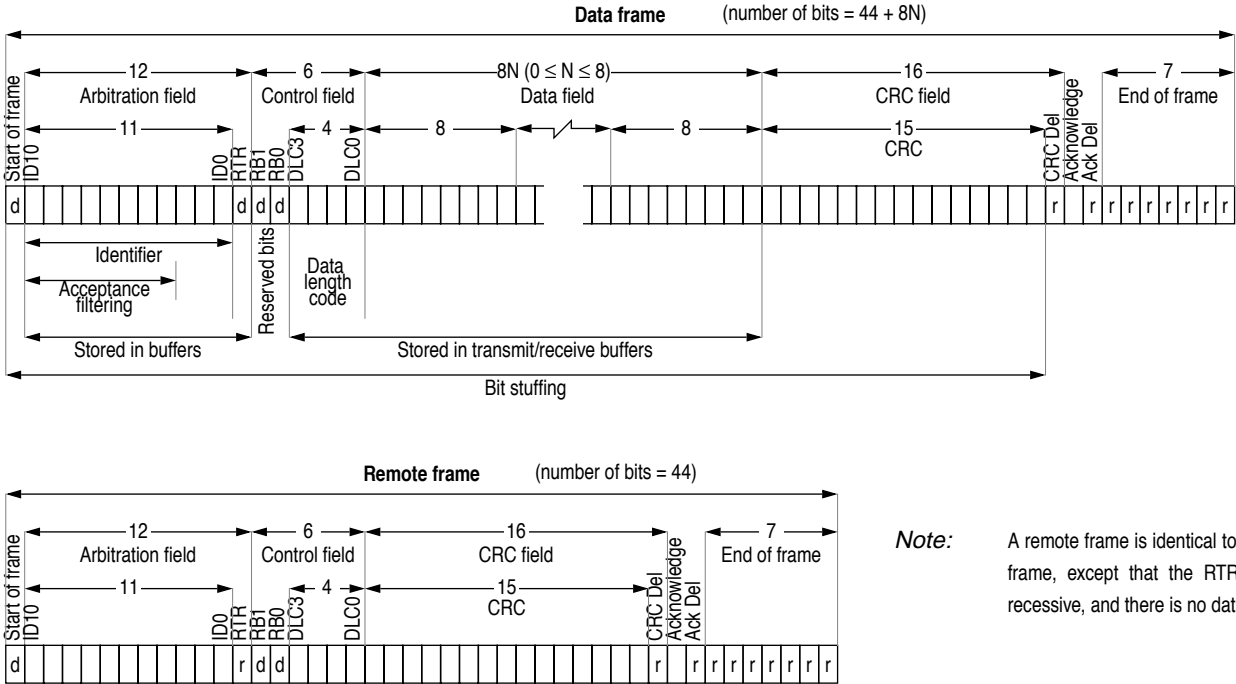 Data frame (number of bits = 44 + 8N)
12 6 8N (0 ≤ N ≤ 8) 16 7
Arbitration field Control field Data field CRC field End of frame
11 4 8 8 15
CRC
Start of frame ID10 ID0 RTR RB1 RB0 DLC3 DLC0 CRC Del Acknowledge Ack Del
d d d d r r r r r r r r r
Identifier
Acceptance
filtering
Reserved bits
Data
length
code
Stored in buffers Stored in transmit/receive buffers
Bit stuffing
Remote frame (number of bits = 44)
12 6 16 7
Arbitration field Control field CRC field End of frame
11 4 15
CRC
Start of frame ID10 ID0 RTR RB1 RB0 DLC3 DLC0 CRC Del Acknowledge Ack Del
d r d d r r r r r r r r r
Note: A remote frame is identical to
frame, except that the RTR
recessive, and there is no dat